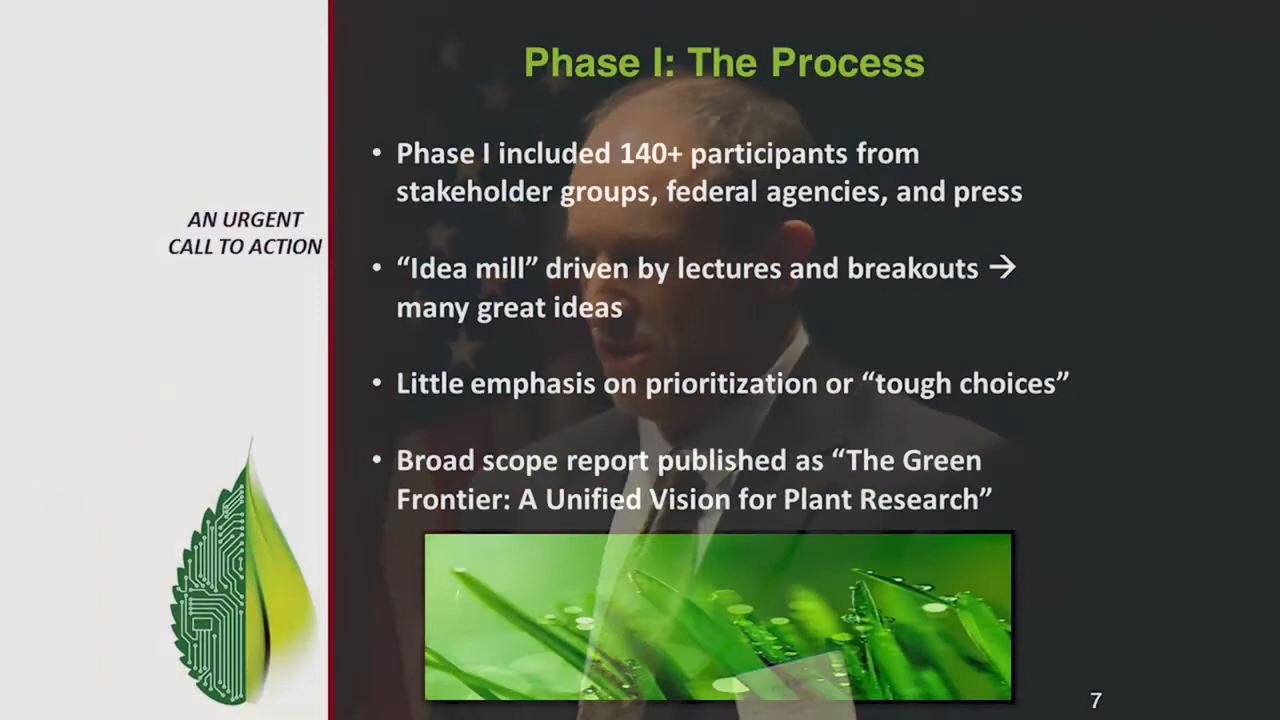 Phase I: The Process
AN URGENT
CALL TO ACTION
• Phase I included 140+ participants from
stakeholder groups, federal agencies, and press
• “Idea mill” driven by lectures and breakouts →
many great ideas
• Little emphasis on prioritization or “tough choices”
• Broad scope report published as “The Green
Frontier: A Unified Vision for Plant Research”
7